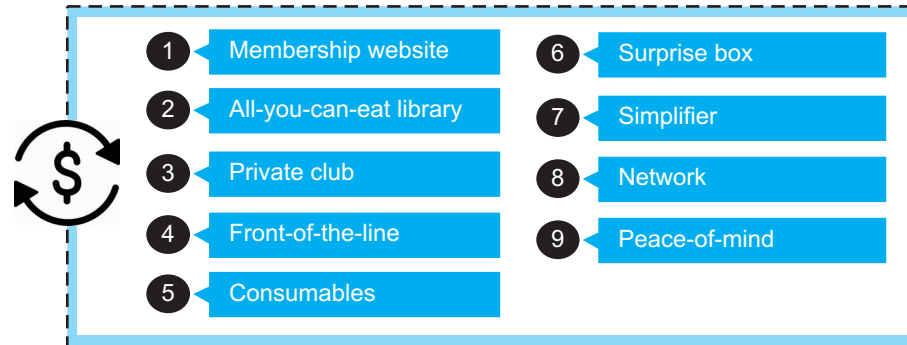 $
1 Membership website
2 All-you-can-eat library
3 Private club
4 Front-of-the-line
5 Consumables
6 Surprise box
7 Simplifier
8 Network
9 Peace-of-mind